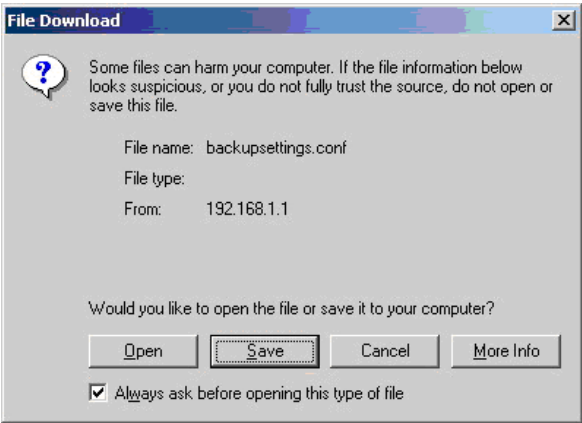 File Download
Some files can harm your computer. If the file information below
looks suspicious, or you do not fully trust the source, do not open or
save this file.
File name: backupsettings.conf
File type:
From: 192.168.1.1
Would you like to open the file or save it to your computer?
Open Save Cancel More Info
Always ask before opening this type of file